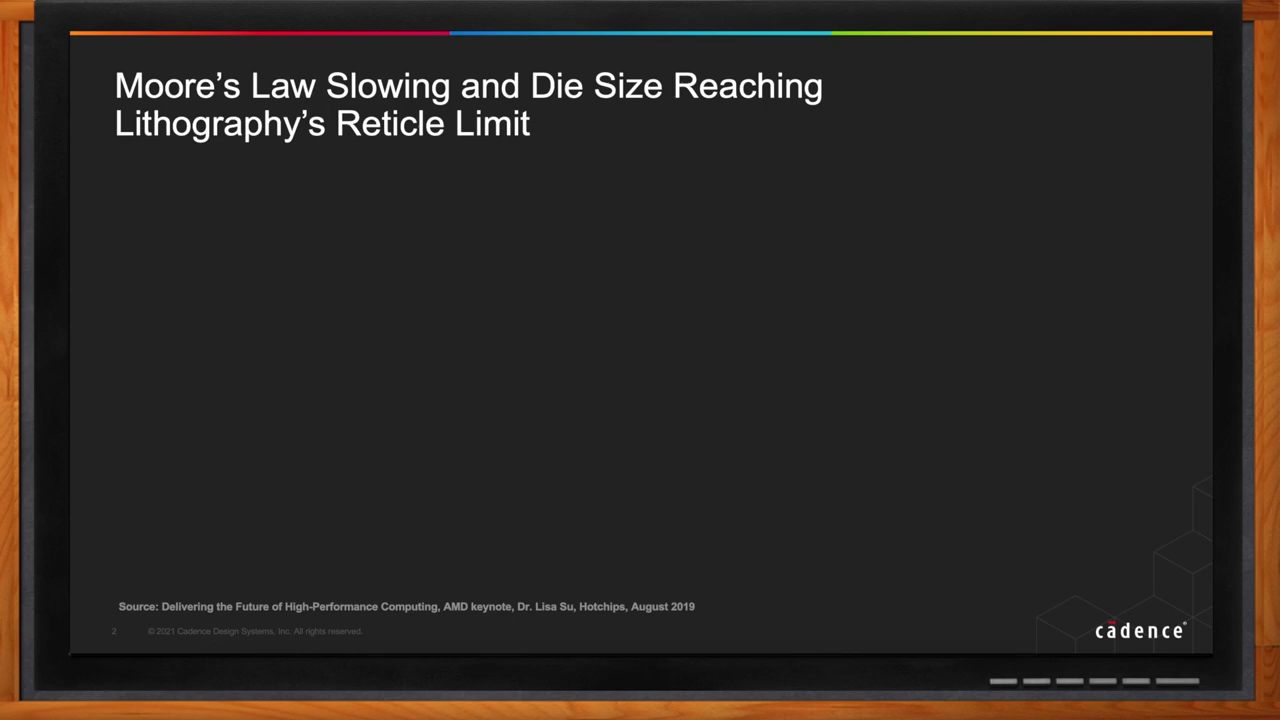 Moore’s Law Slowing and Die Size Reaching
Lithography’s Reticle Limit
Source: Delivering the Future of High-Performance Computing, AMD keynote, Dr. Lisa Su, Hotchips, August 2019
2 © 2021 Cadence Design Systems, Inc. All rights reserved.
cādence®